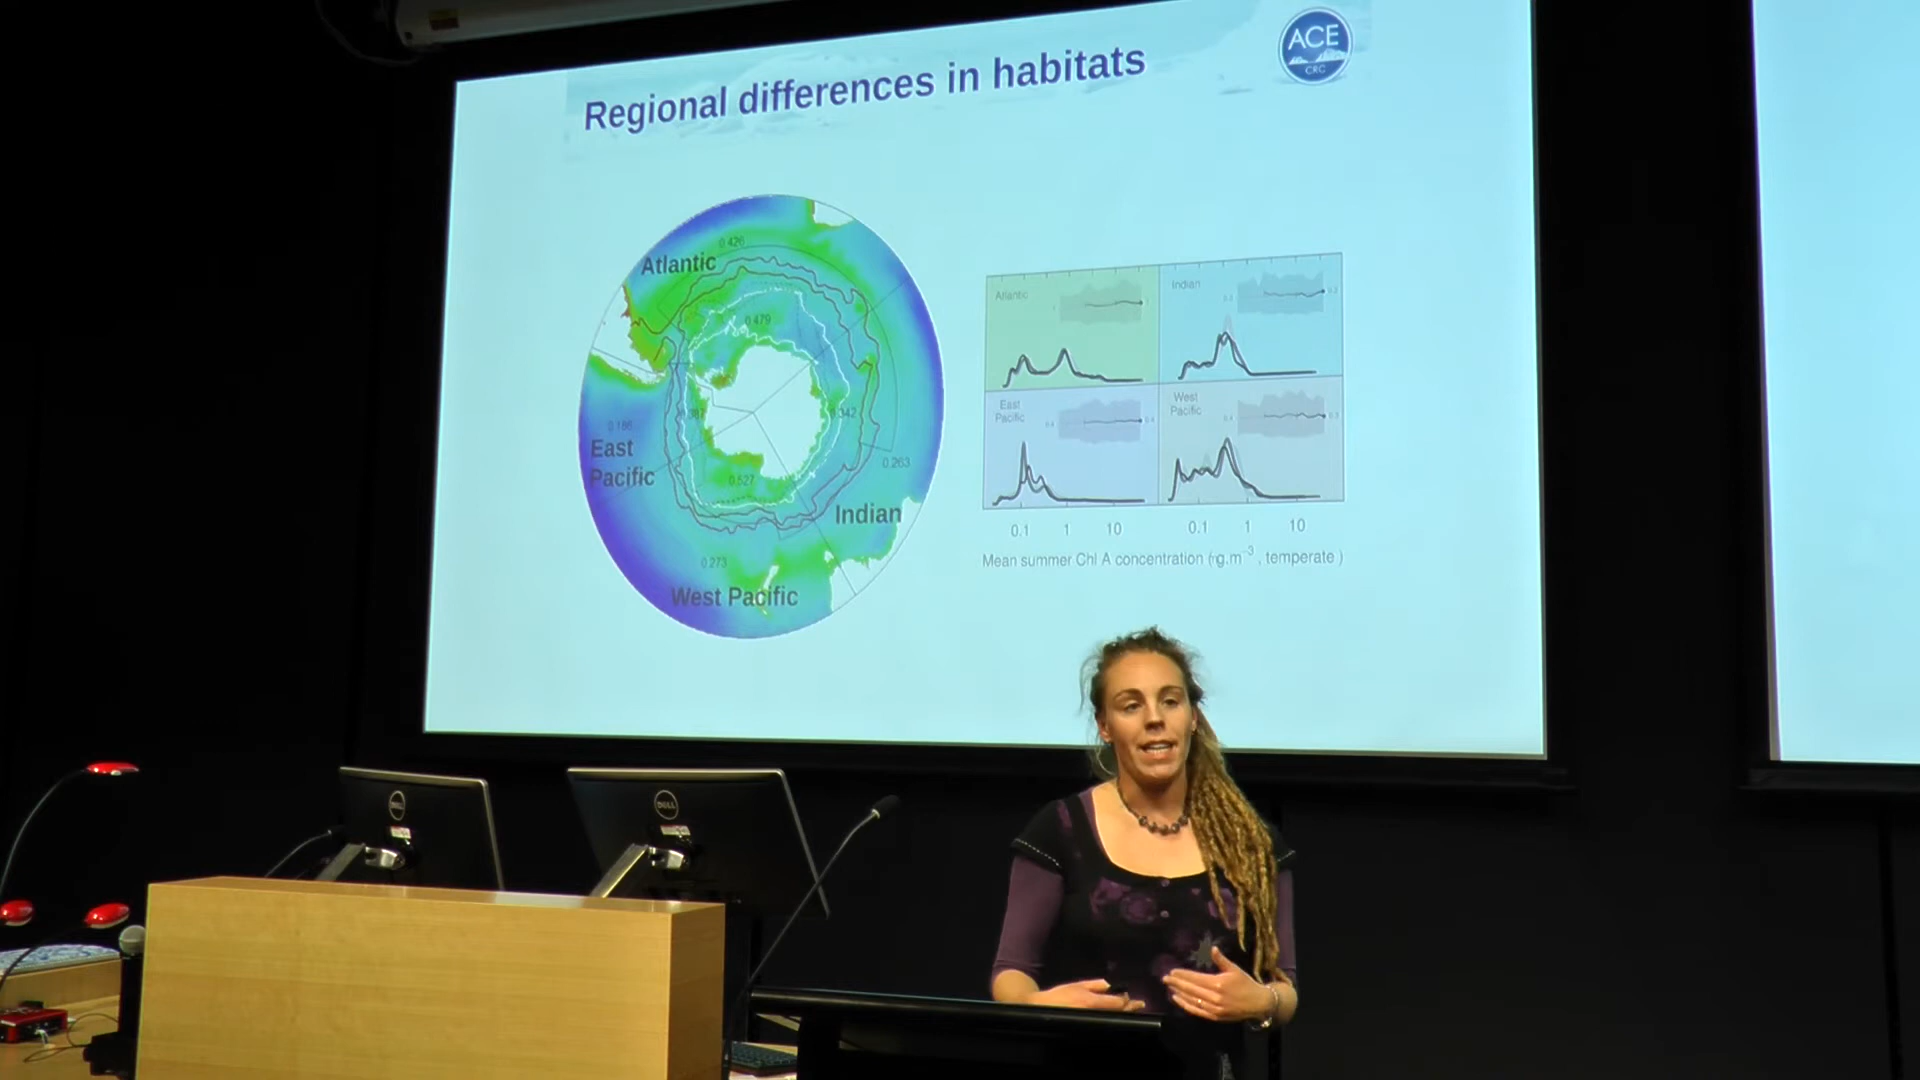 Regional differences in habitats
ACE
CRC
0.426
Atlantic
0.479
0.342
0.186
East
Pacific
0.263
0.527
Indian
0.273
West Pacific
Atlantic
Indian
East
Pacific
West
Pacific
0.1 1 10 0.1 1 10
Mean summer Chl A concentration (ng.m⁻³, temperate )
DELL
DELL